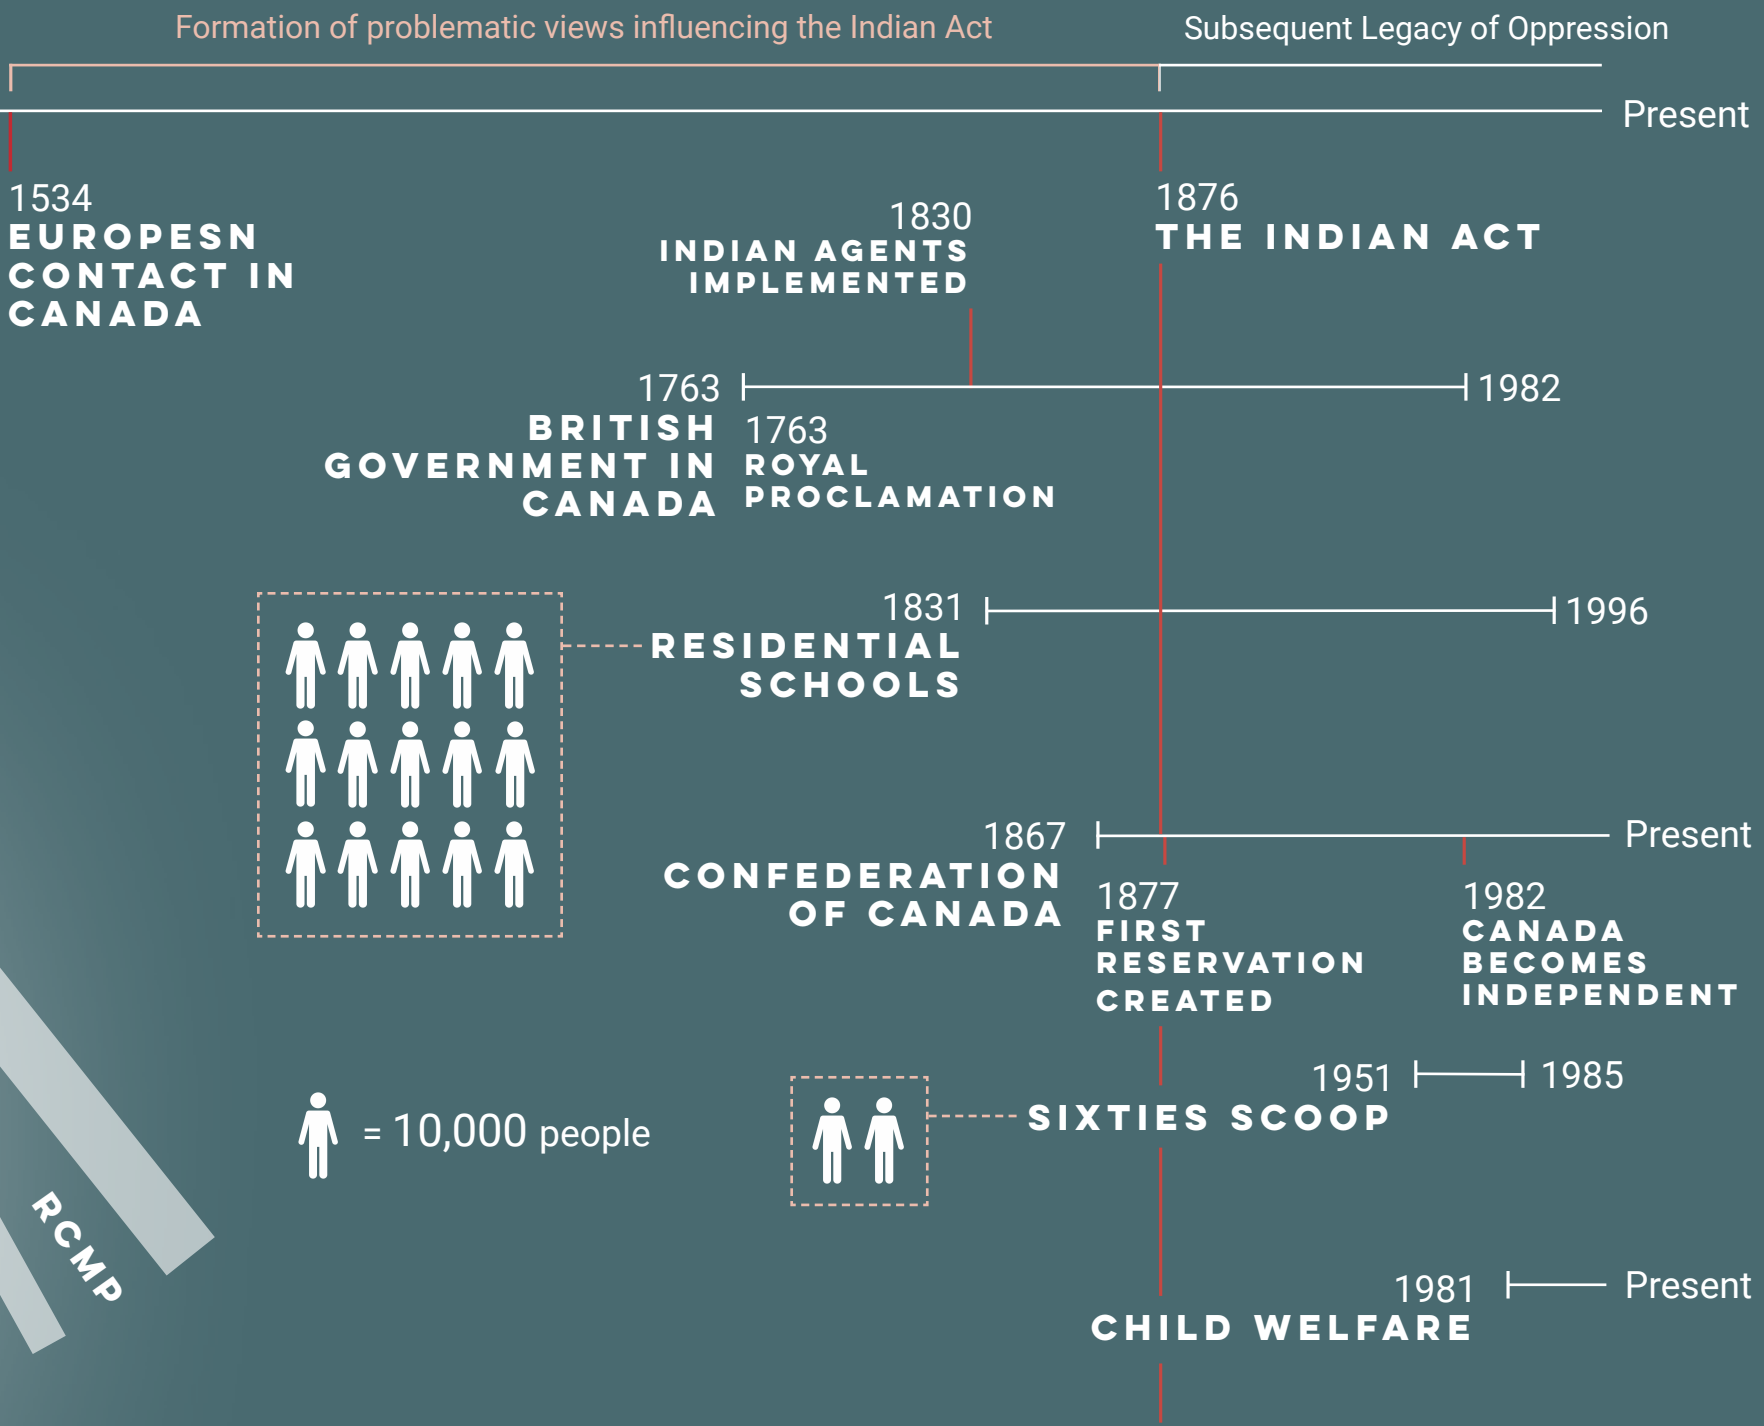 Formation of problematic views influencing the Indian Act
Subsequent Legacy of Oppression
Present
1534
EUROPESN
CONTACT IN
CANADA
1830
INDIAN AGENTS
IMPLEMENTED
1876
THE INDIAN ACT
1763
BRITISH
GOVERNMENT IN
CANADA
1982
1763
ROYAL
PROCLAMATION
1831
RESIDENTIAL
SCHOOLS
1996
1867
CONFEDERATION
OF CANADA
Present
1877
FIRST
RESERVATION
CREATED
1982
CANADA
BECOMES
INDEPENDENT
1951
SIXTIES SCOOP
1985
= 10,000 people
RCMP
1981
CHILD WELFARE
Present